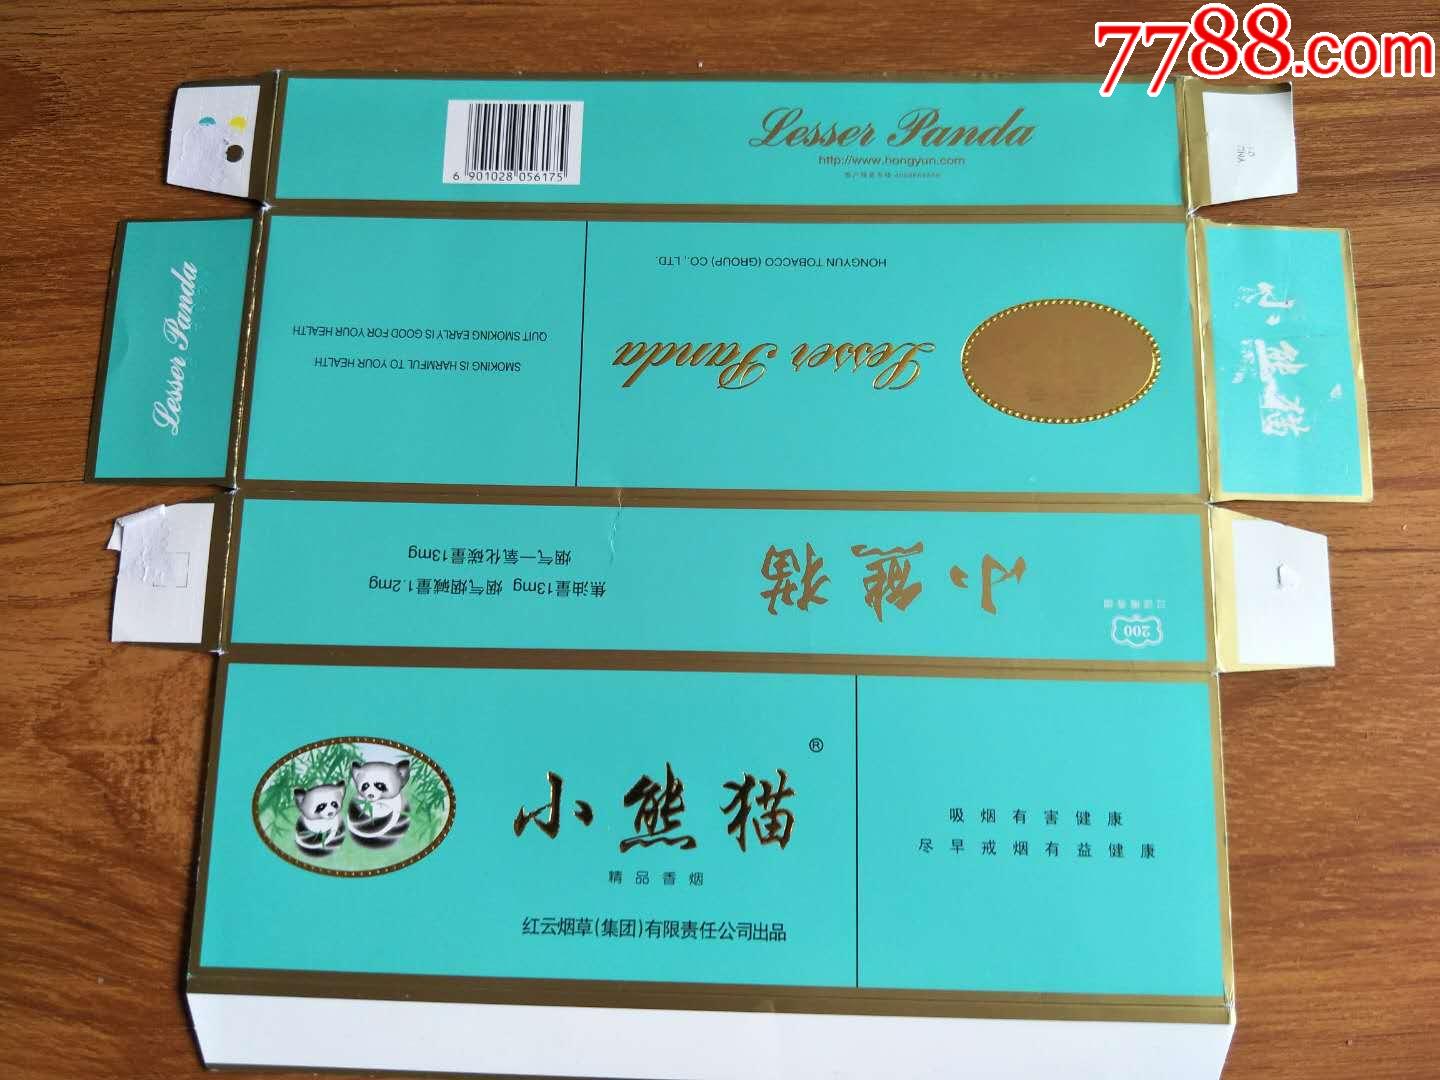 7788.com
6 901028 056175
Lesser Panda
http://www.hongyun.com
Lesser Panda
HONGYUN TOBACCO (GROUP) CO., LTD.
Lesser Panda
SMOKING IS HARMFUL TO YOUR HEALTH
QUIT SMOKING EARLY IS GOOD FOR YOUR HEALTH
小熊猫
小熊猫
200
过滤嘴香烟
焦油量13mg 烟气烟碱量1.2mg
烟气一氧化碳量13mg
小熊猫®
精品香烟
红云烟草(集团)有限责任公司出品
吸烟有害健康
尽早戒烟有益健康